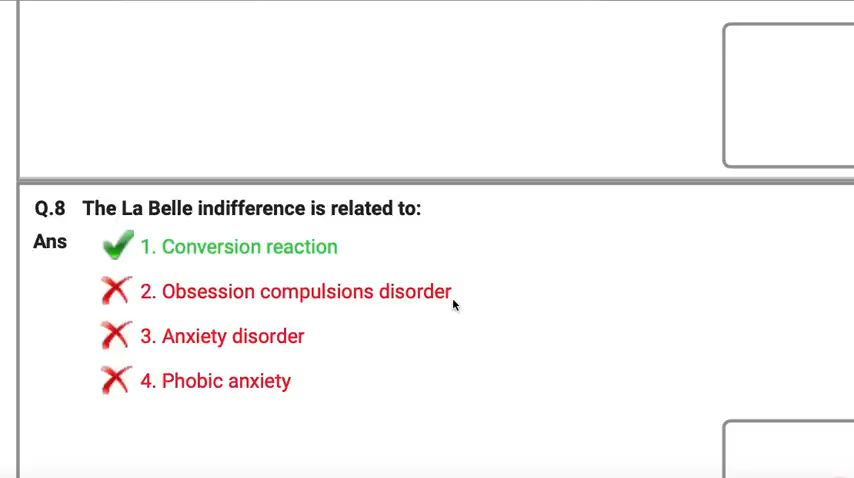 Q.8 The La Belle indifference is related to:
Ans 1. Conversion reaction
2. Obsession compulsions disorder
3. Anxiety disorder
4. Phobic anxiety